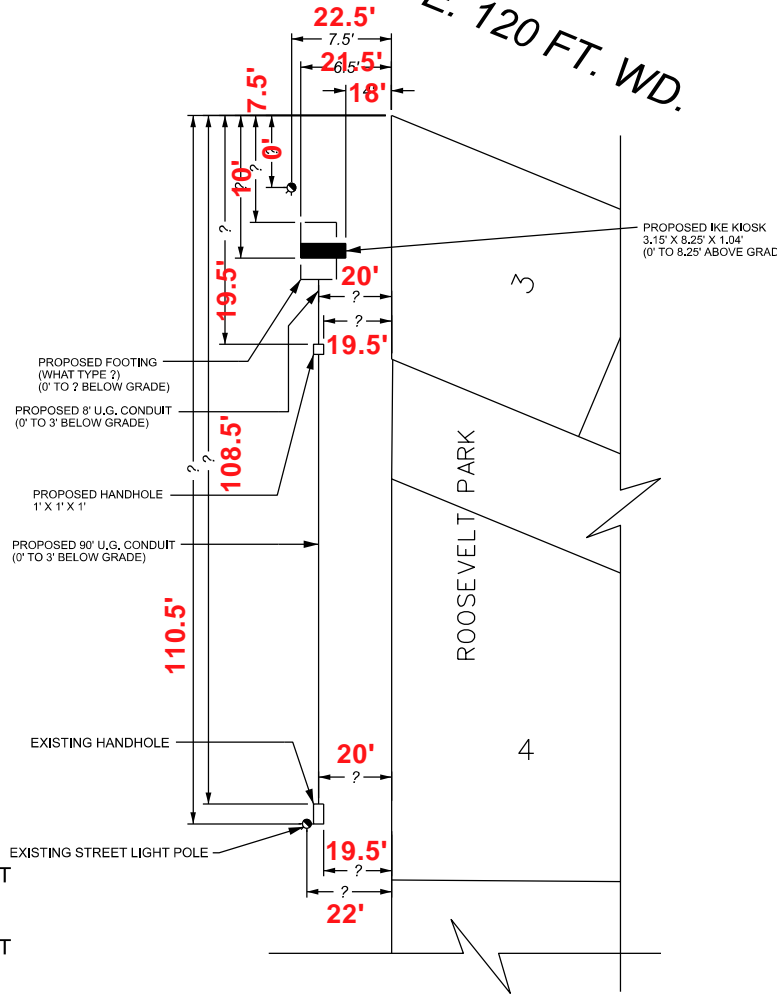 E. 120 FT. WD.
22.5'
7.5'
21.5'
6.5'
18'
4'
7.5'
0'
?
10'
?
?
?
19.5'
PROPOSED IKE KIOSK
3.15' X 8.25' X 1.04'
(0' TO 8.25' ABOVE GRAD
3
20'
?
?
19.5'
PROPOSED FOOTING
(WHAT TYPE ?)
(0' TO ? BELOW GRADE)
PROPOSED 8' U.G. CONDUIT
(0' TO 3' BELOW GRADE)
?
?
108.5'
PROPOSED HANDHOLE
1' X 1' X 1'
PROPOSED 90' U.G. CONDUIT
(0' TO 3' BELOW GRADE)
ROOSEVELT PARK
110.5'
EXISTING HANDHOLE
20'
?
4
EXISTING STREET LIGHT POLE
19.5'
?
T
?
22'
T